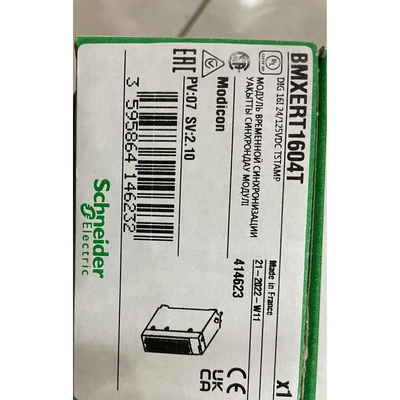 BMXERT1604T
DIG 16I 24/125VDC TSTAMP
МОДУЛЬ ВРЕМЕННОЙ СИНХРОНИЗАЦИИ
УАҚЫТТЫ СИНХРОНДАУ МОДУЛІ
Modicon
PV:07 SV:2.10
EAC
3 595864 146232
Schneider
Electric
Made in France
21-2022-W11
414623
x1
CE
UK
CA